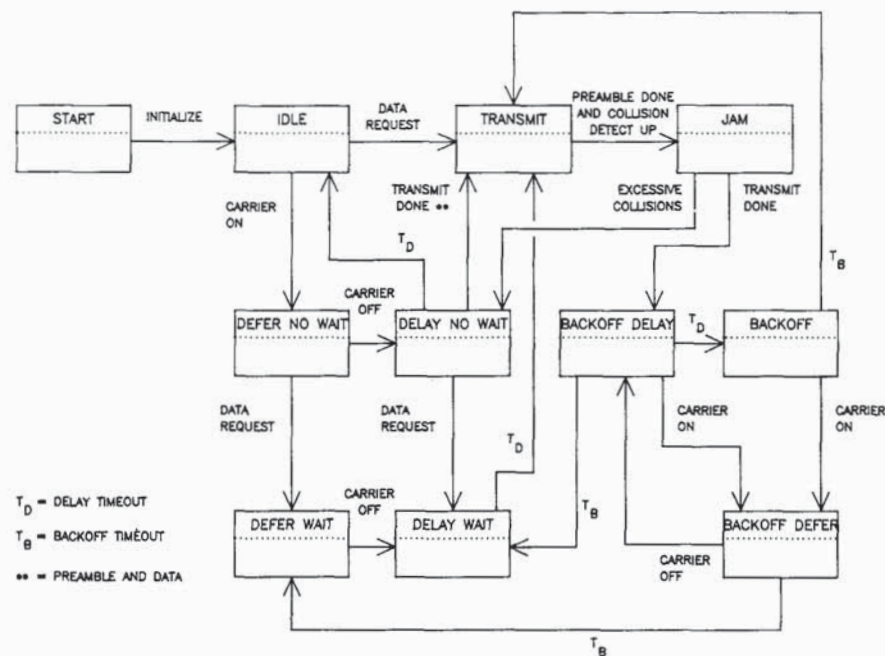 START
INITIALIZE
IDLE
DATA
REQUEST
TRANSMIT
PREAMBLE DONE
AND COLLISION
DETECT UP
JAM
CARRIER
ON
T_D
TRANSMIT
DONE **
EXCESSIVE
COLLISIONS
TRANSMIT
DONE
T_B
DEFER NO WAIT
CARRIER
OFF
DELAY NO WAIT
BACKOFF DELAY
T_D
BACKOFF
DATA
REQUEST
DATA
REQUEST
T_D
CARRIER
ON
CARRIER
ON
T_D = DELAY TIMEOUT
T_B = BACKOFF TIMEOUT
** = PREAMBLE AND DATA
DEFER WAIT
CARRIER
OFF
DELAY WAIT
T_B
CARRIER
OFF
BACKOFF DEFER
T_B